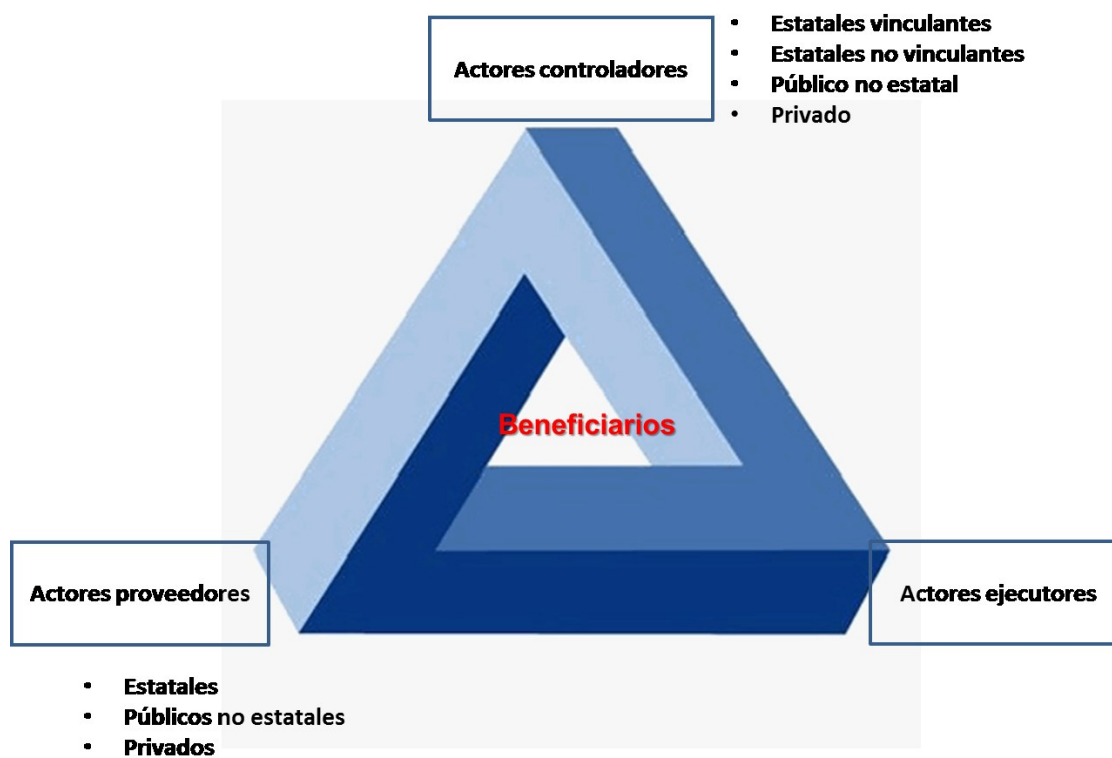 Actores controladores
• Estatales vinculantes
• Estatales no vinculantes
• Público no estatal
• Privado
Beneficiarios
Actores proveedores
Actores ejecutores
• Estatales
• Públicos no estatales
• Privados